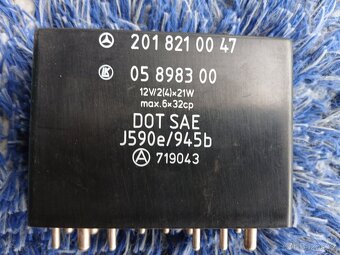 201 821 00 47
05 8983 00
12V/2(4)×21W
max.6×32cp
DOT SAE
J590e/945b
A 719043